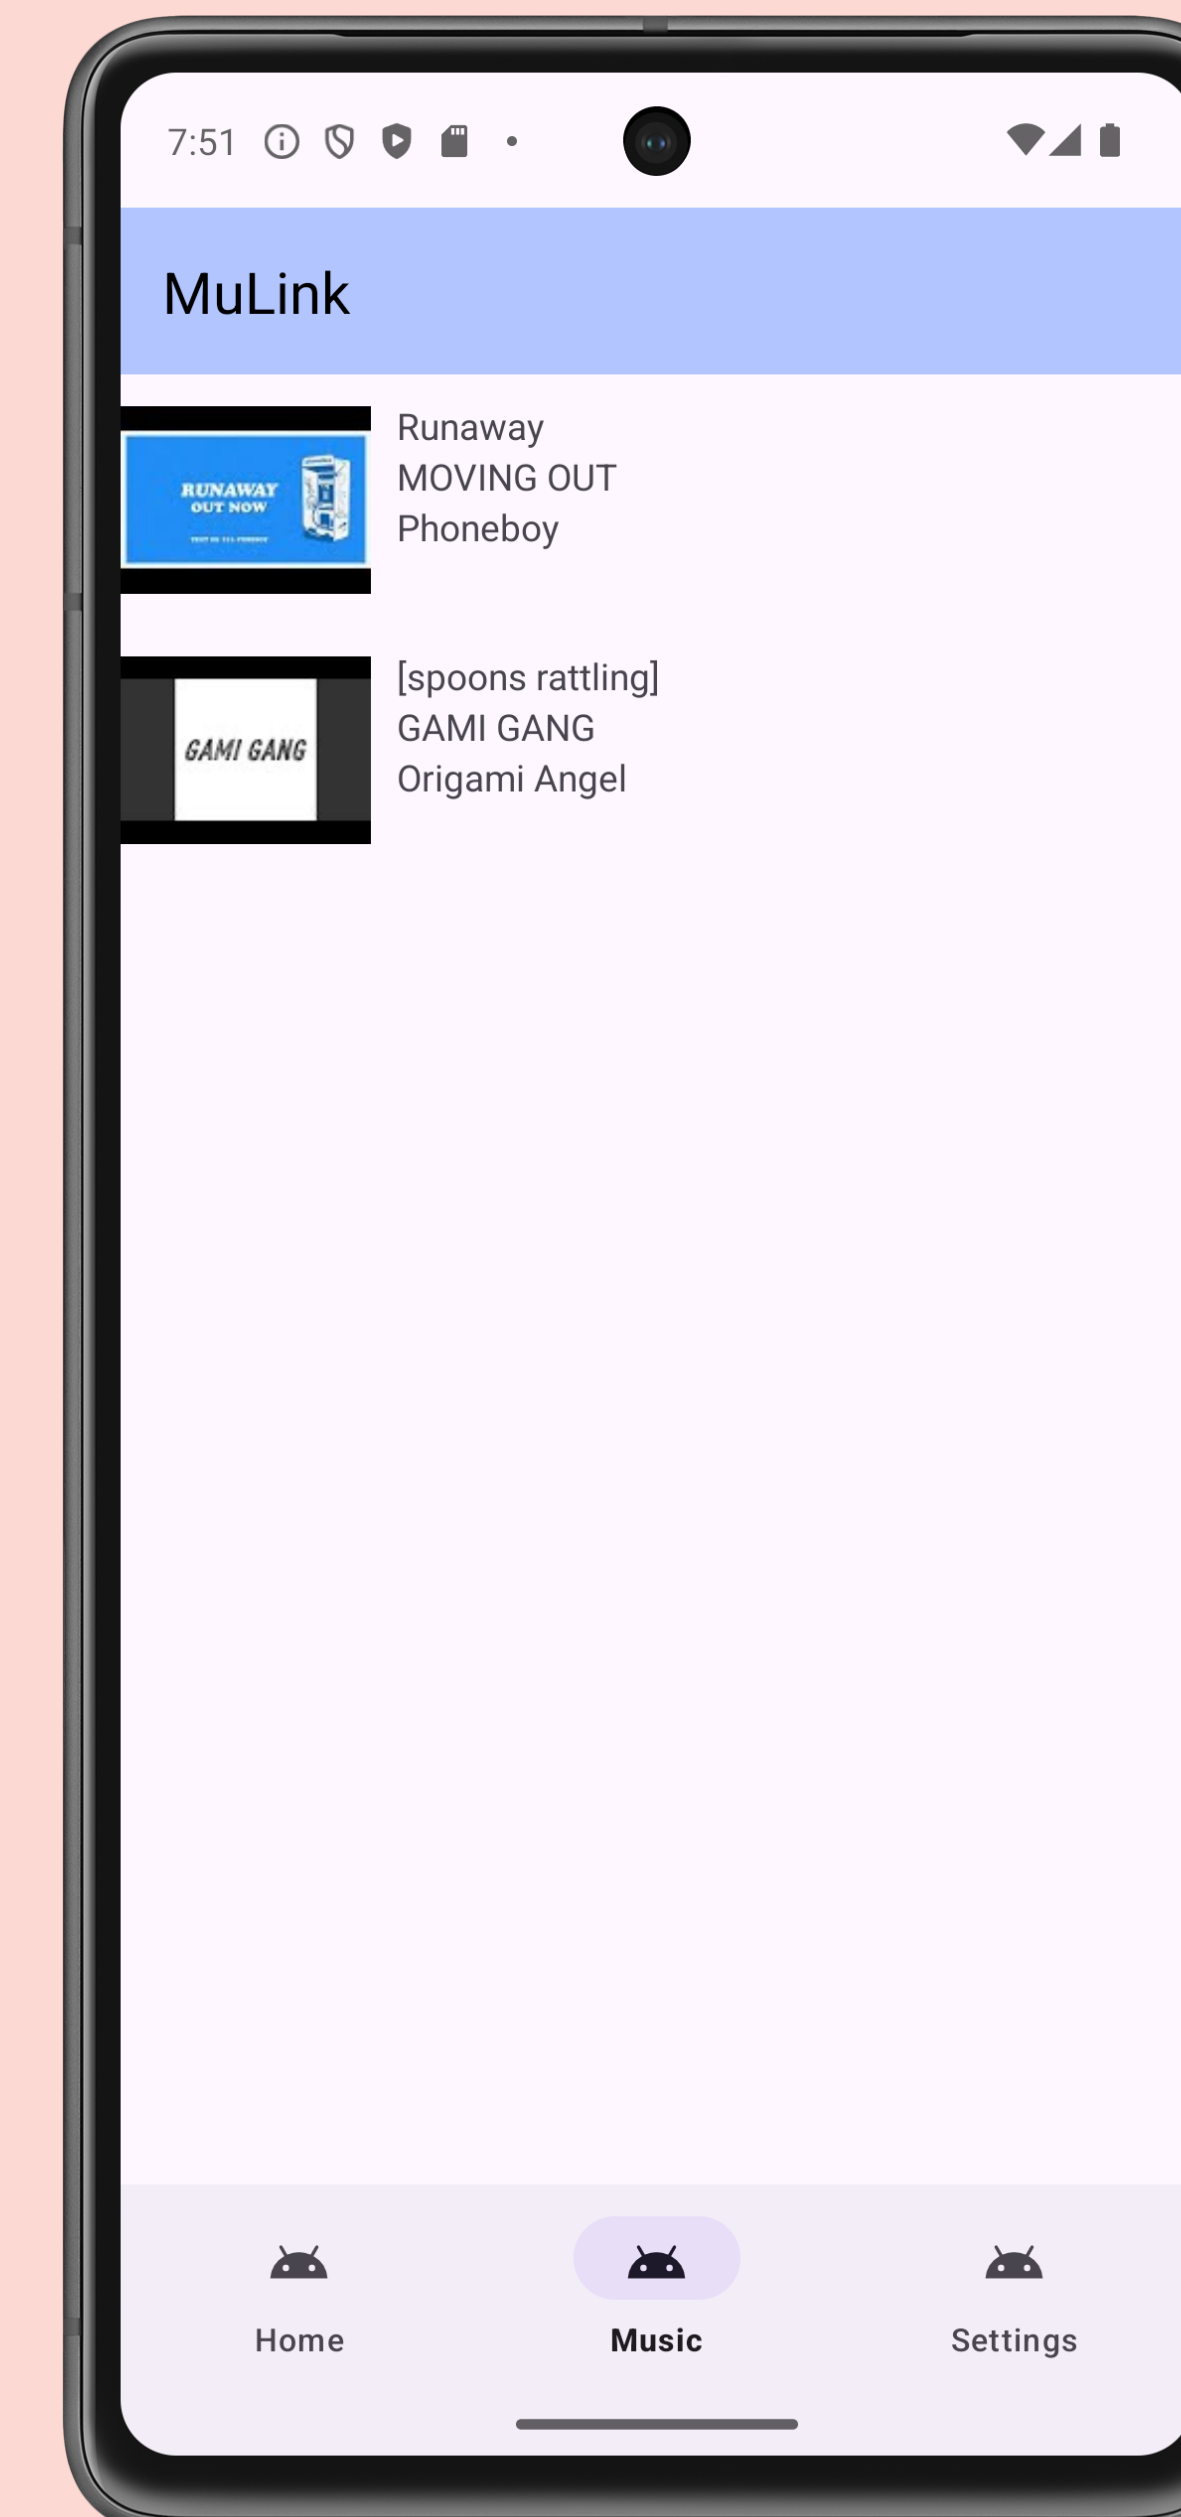 7:51
MuLink
RUNAWAY
OUT NOW
Runaway
MOVING OUT
Phoneboy
GAMI GANG
[spoons rattling]
GAMI GANG
Origami Angel
Home
Music
Settings